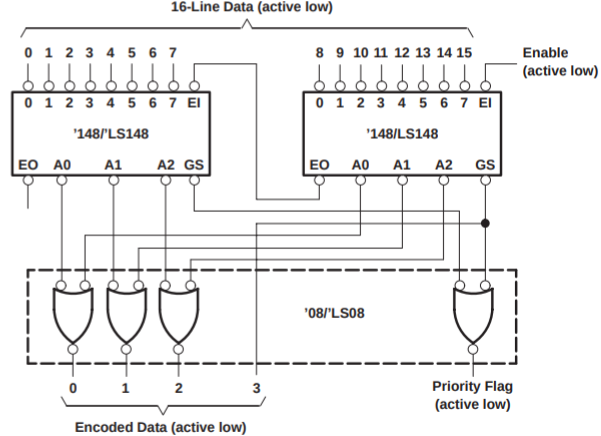 16-Line Data (active low)
0 1 2 3 4 5 6 7 8 9 10 11 12 13 14 15 Enable
(active low)
0 1 2 3 4 5 6 7 EI 0 1 2 3 4 5 6 7 EI
'148/'LS148 '148/LS148
EO A0 A1 A2 GS EO A0 A1 A2 GS
'08/'LS08
0 1 2 3 Priority Flag
(active low)
Encoded Data (active low)